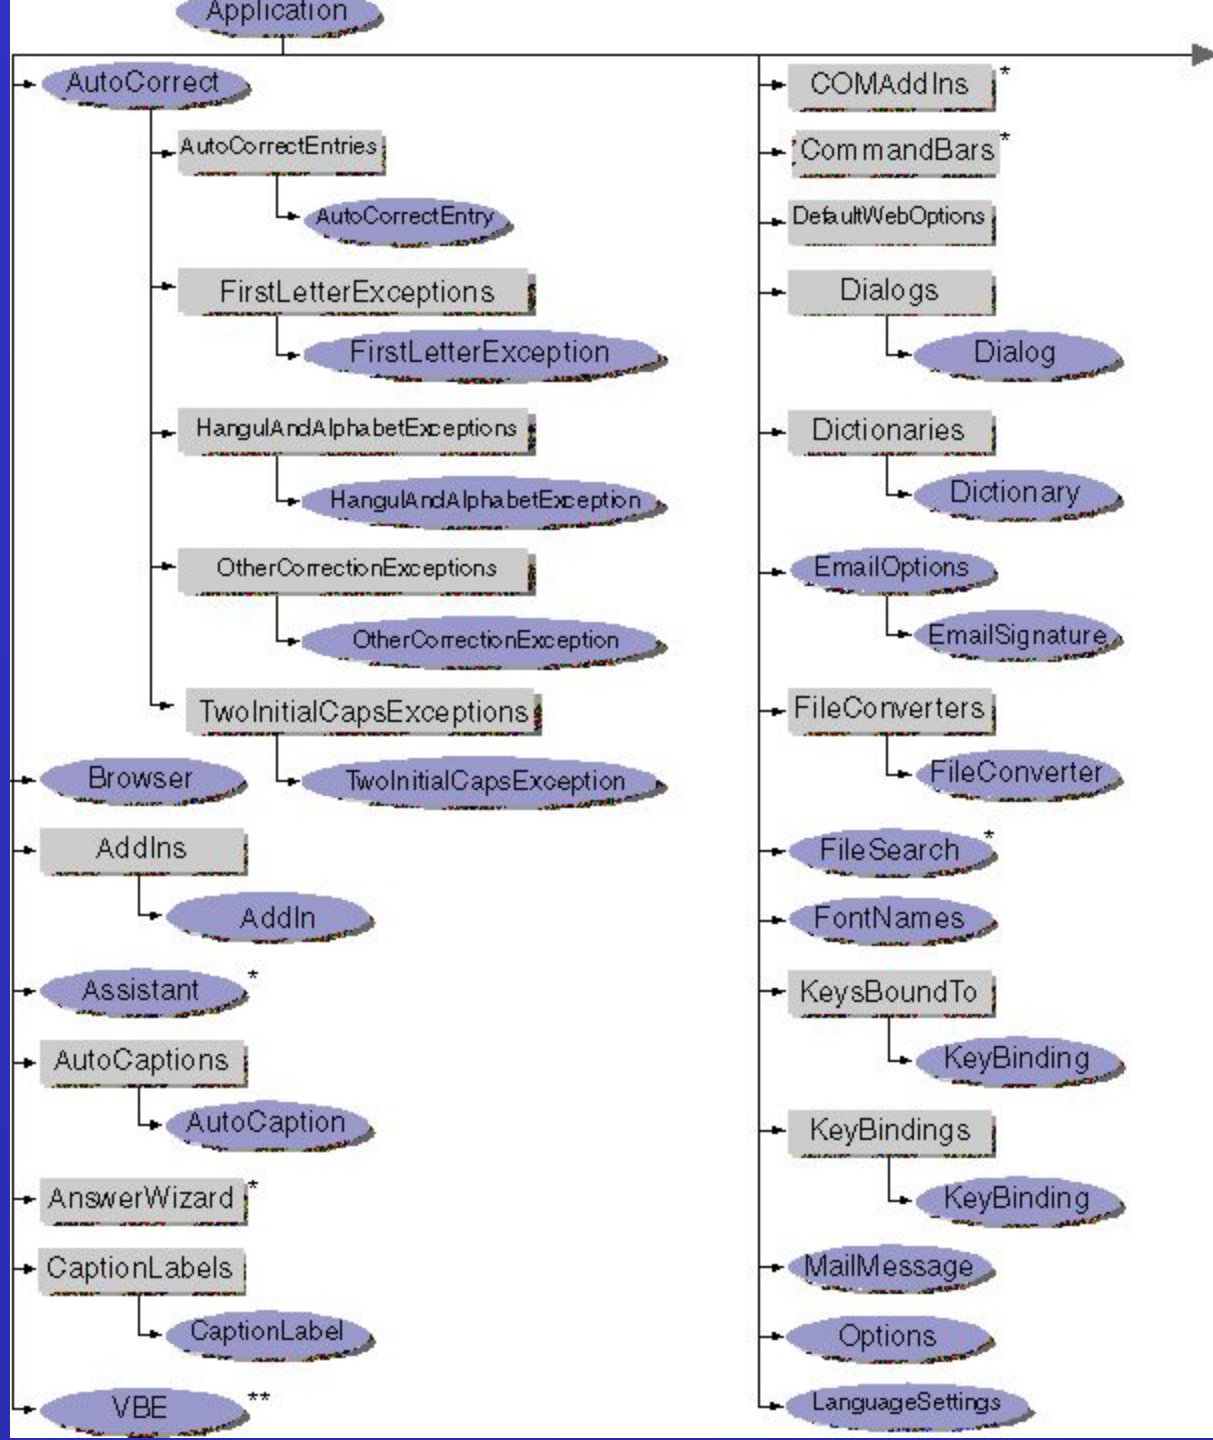 Application
AutoCorrect
AutoCorrectEntries
AutoCorrectEntry
FirstLetterExceptions
FirstLetterException
HangulAndAlphabetExceptions
HangulAndAlphabetException
OtherCorrectionExceptions
OtherCorrectionException
TwoInitialCapsExceptions
TwoInitialCapsException
Browser
AddIns
AddIn
Assistant *
AutoCaptions
AutoCaption
AnswerWizard *
CaptionLabels
CaptionLabel
VBE **
COMAddIns *
CommandBars *
DefaultWebOptions
Dialogs
Dialog
Dictionaries
Dictionary
EmailOptions
EmailSignature
FileConverters
FileConverter
FileSearch *
FontNames
KeysBoundTo
KeyBinding
KeyBindings
KeyBinding
MailMessage
Options
LanguageSettings